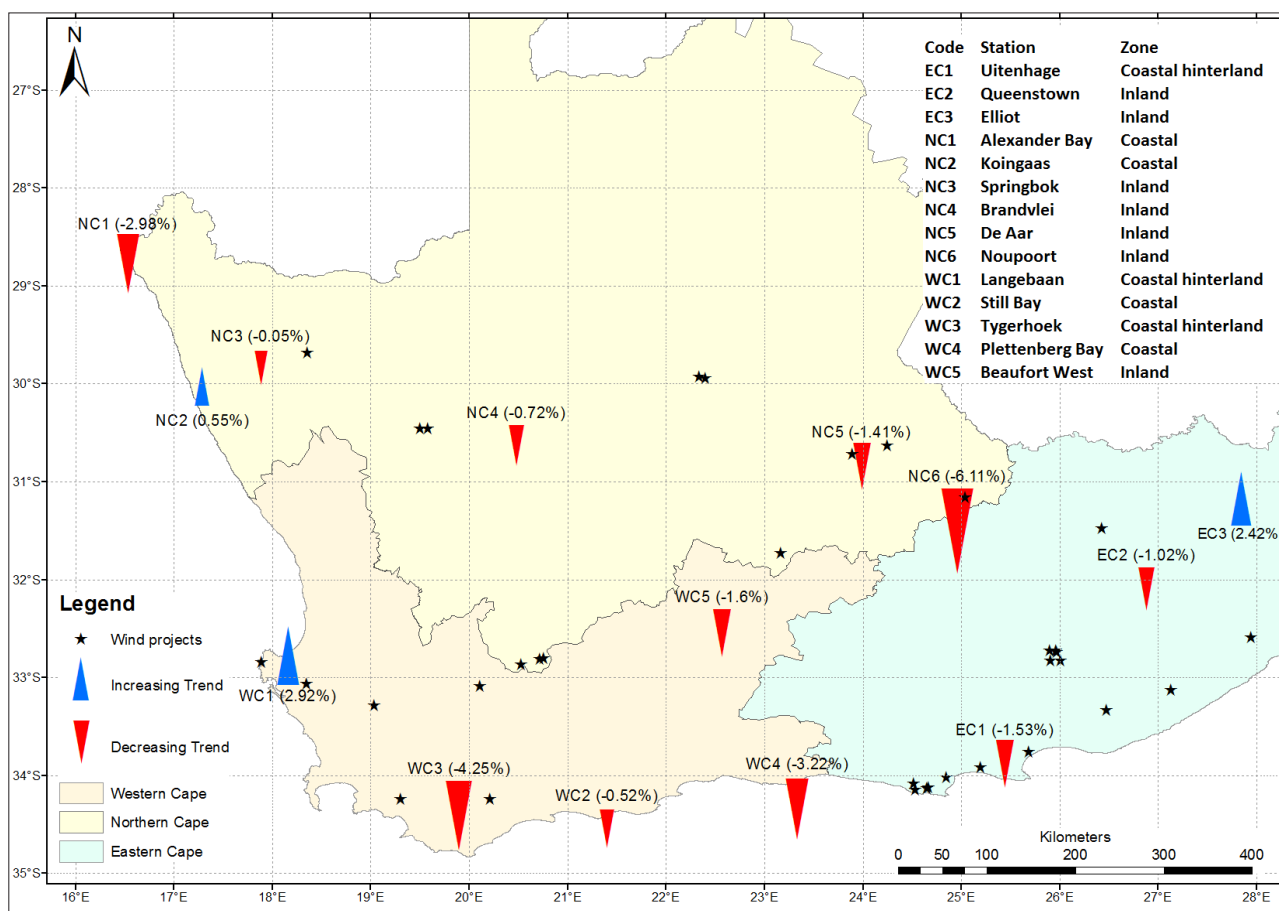 N
Code Station Zone
EC1 Uitenhage Coastal hinterland
EC2 Queenstown Inland
EC3 Elliot Inland
NC1 Alexander Bay Coastal
NC2 Koingaas Coastal
NC3 Springbok Inland
NC4 Brandvlei Inland
NC5 De Aar Inland
NC6 Noupoort Inland
WC1 Langebaan Coastal hinterland
WC2 Still Bay Coastal
WC3 Tygerhoek Coastal hinterland
WC4 Plettenberg Bay Coastal
WC5 Beaufort West Inland
27°S
28°S
29°S
30°S
31°S
32°S
33°S
34°S
35°S
NC1 (-2.98%)
NC3 (-0.05%)
NC2 (0.55%)
NC4 (-0.72%)
NC5 (-1.41%)
NC6 (-6.11%)
EC3 (2.42%
EC2 (-1.02%)
WC5 (-1.6%)
WC1 (2.92%)
EC1 (-1.53%)
WC3 (-4.25%)
WC4 (-3.22%)
WC2 (-0.52%)
Legend
Wind projects
Increasing Trend
Decreasing Trend
Western Cape
Northern Cape
Eastern Cape
Kilometers
0 25 50 100 200 300 400
16°E 17°E 18°E 19°E 20°E 21°E 22°E 23°E 24°E 25°E 26°E 27°E 28°E